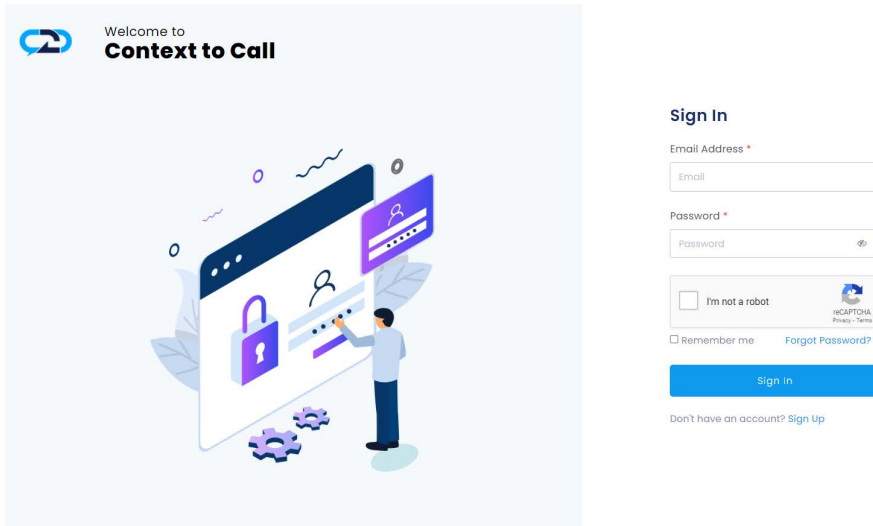 Welcome to
Context to Call
Sign In
Email Address *
Email
Password *
Password
I'm not a robot
reCAPTCHA
Privacy - Terms
Remember me Forgot Password?
Sign In
Don't have an account? Sign Up